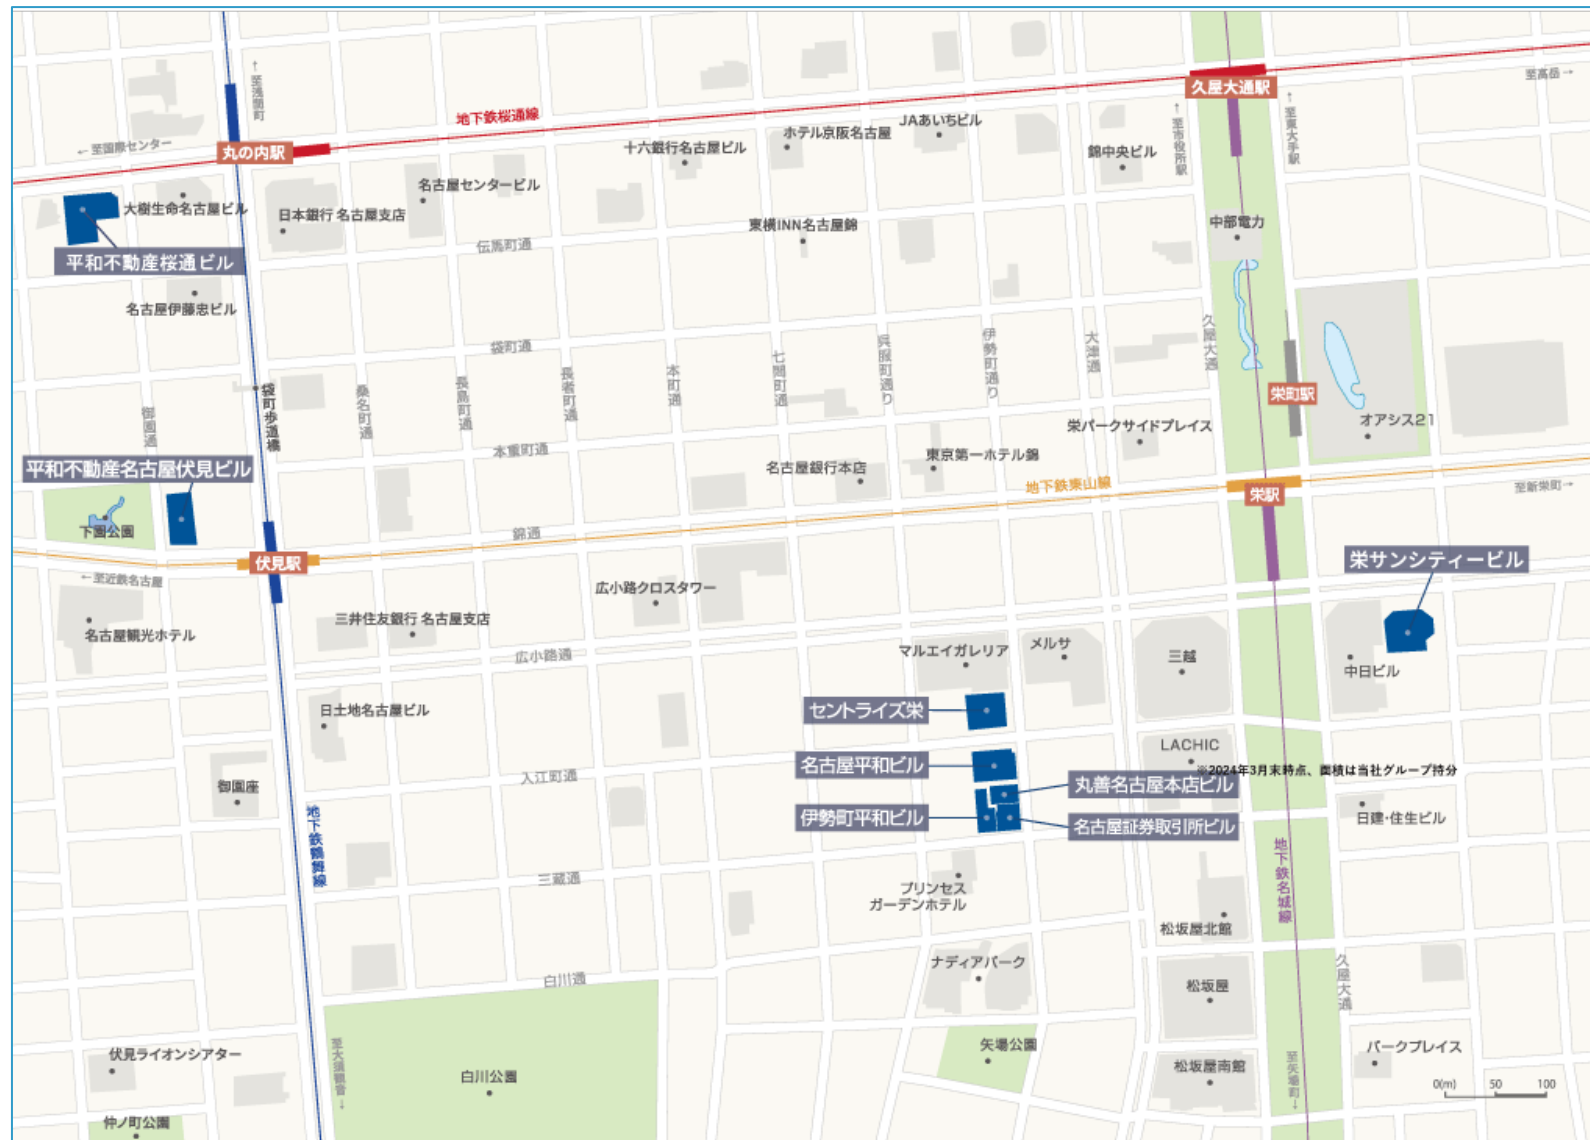 久屋大通駅
至高岳→
←至浅間町
地下鉄桜通線
←至国際センター
丸の内駅
十六銀行名古屋ビル
ホテル京阪名古屋
JAあいちビル
←至市役所駅
←至東大手駅
錦中央ビル
大樹生命名古屋ビル
日本銀行 名古屋支店
名古屋センタービル
伝馬町通
東横INN名古屋錦
中部電力
平和不動産桜通ビル
名古屋伊藤忠ビル
袋町通
桑名町通
長島町通
長者町通
本町通
七間町通
呉服町通り
伊勢町通り
大津通
久屋大通
御園通
袋町歩道橋
栄町駅
オアシス21
栄パークサイドプレイス
本重町通
名古屋銀行本店
東京第一ホテル錦
平和不動産名古屋伏見ビル
地下鉄東山線
栄駅
至新栄町→
下園公園
錦通
伏見駅
←至近鉄名古屋
栄サンシティービル
広小路クロスタワー
三井住友銀行 名古屋支店
名古屋観光ホテル
広小路通
マルエイガレリア
メルサ
三越
中日ビル
日土地名古屋ビル
セントライズ栄
LACHIC
※2024年3月末時点、面積は当社グループ持分
名古屋平和ビル
入江町通
丸善名古屋本店ビル
御園座
伊勢町平和ビル
名古屋証券取引所ビル
日建・住生ビル
地下鉄鶴舞線
地下鉄名城線
三蔵通
プリンセス
ガーデンホテル
松坂屋北館
ナディアパーク
白川通
松坂屋
久屋大通
矢場公園
伏見ライオンシアター
至大須観音→
白川公園
松坂屋南館
至矢場町→
パークプレイス
0(m) 50 100
仲ノ町公園